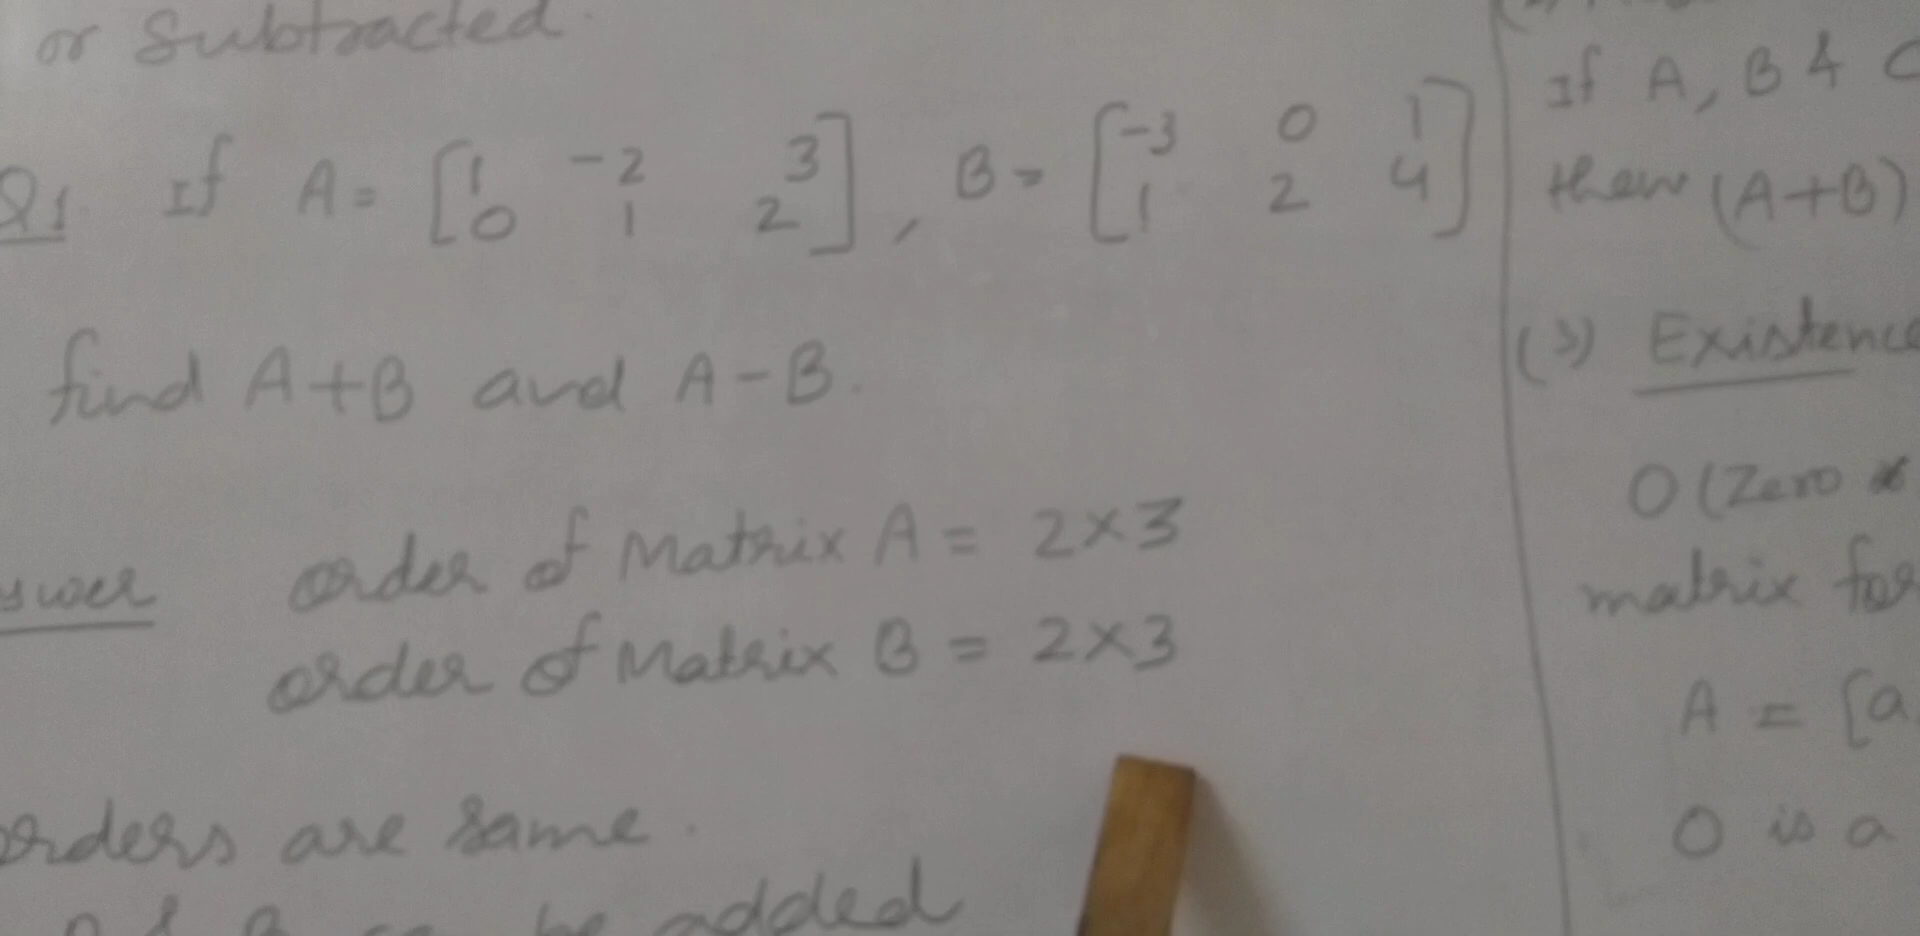 or Subtracted.
Q1. If A = [1 -2 3
0 1 2], B = [-3 0 1
1 2 4]
find A+B and A-B.
order of Matrix A = 2×3
order of Matrix B = 2×3
orders are same.
be added
If A, B & C
then (A+B)
(3) Existence
O (Zero
matrix for
A = [a
O is a